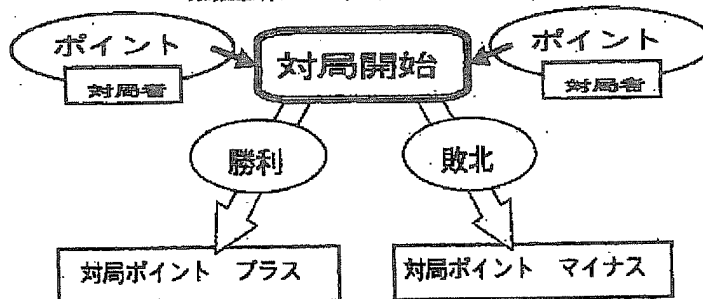 ポイント
対局者
対局開始
ポイント
対局者
勝利
敗北
対局ポイント プラス
対局ポイント マイナス